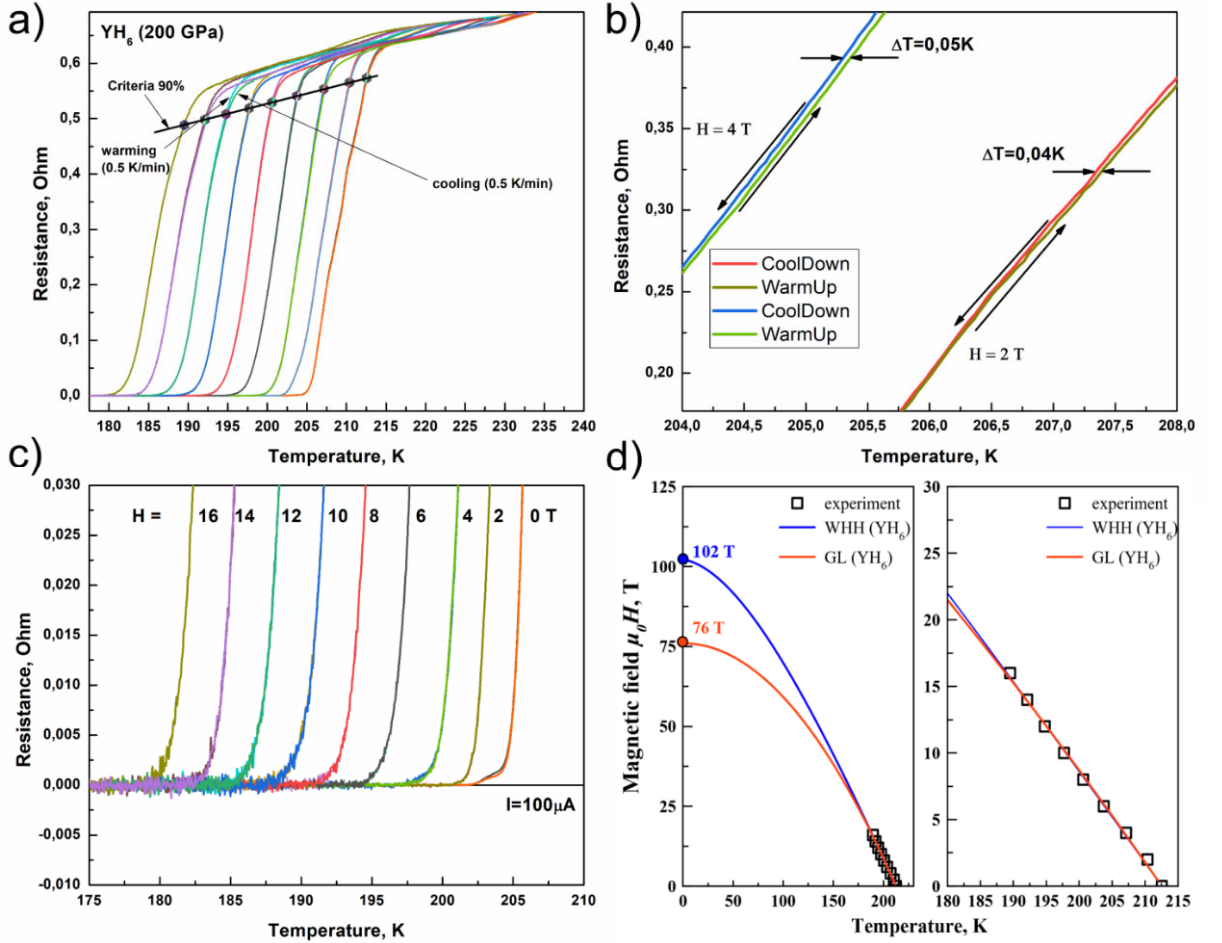 a)
YH6 (200 GPa)
Criteria 90%
warming
(0.5 K/min)
cooling (0.5 K/min)
Resistance, Ohm
0,6
0,5
0,4
0,3
0,2
0,1
0,0
180 185 190 195 200 205 210 215 220 225 230 235 240
Temperature, K
b)
ΔT=0,05K
H = 4 T
ΔT=0,04K
H = 2 T
CoolDown
WarmUp
CoolDown
WarmUp
Resistance, Ohm
0,40
0,35
0,30
0,25
0,20
204,0 204,5 205,0 205,5 206,0 206,5 207,0 207,5 208,0
Temperature, K
c)
H = 16 14 12 10 8 6 4 2 0 T
I=100μA
Resistance, Ohm
0,030
0,025
0,020
0,015
0,010
0,005
0,000
-0,005
-0,010
175 180 185 190 195 200 205 210
Temperature, K
d)
experiment
WHH (YH6)
GL (YH6)
102 T
76 T
Magnetic field μ0H, T
125
100
75
50
25
0
0 50 100 150 200
experiment
WHH (YH6)
GL (YH6)
30
25
20
15
10
5
0
180 185 190 195 200 205 210 215
Temperature, K